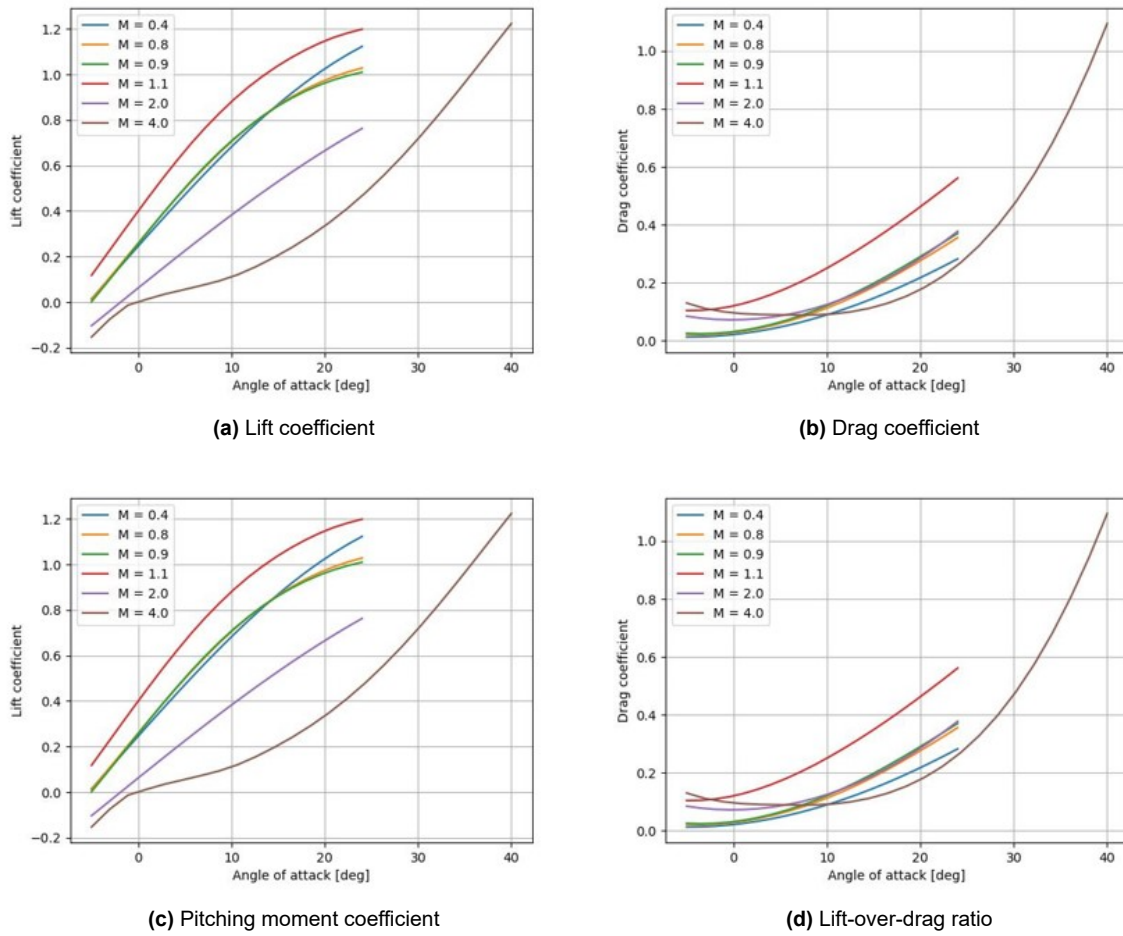 1.2
1.0
0.8
0.6
0.4
0.2
0.0
−0.2
Lift coefficient
M = 0.4
M = 0.8
M = 0.9
M = 1.1
M = 2.0
M = 4.0
0 10 20 30 40
Angle of attack [deg]
(a) Lift coefficient
1.0
0.8
0.6
0.4
0.2
0.0
Drag coefficient
M = 0.4
M = 0.8
M = 0.9
M = 1.1
M = 2.0
M = 4.0
0 10 20 30 40
Angle of attack [deg]
(b) Drag coefficient
1.2
1.0
0.8
0.6
0.4
0.2
0.0
−0.2
Lift coefficient
M = 0.4
M = 0.8
M = 0.9
M = 1.1
M = 2.0
M = 4.0
0 10 20 30 40
Angle of attack [deg]
(c) Pitching moment coefficient
1.0
0.8
0.6
0.4
0.2
0.0
Drag coefficient
M = 0.4
M = 0.8
M = 0.9
M = 1.1
M = 2.0
M = 4.0
0 10 20 30 40
Angle of attack [deg]
(d) Lift-over-drag ratio